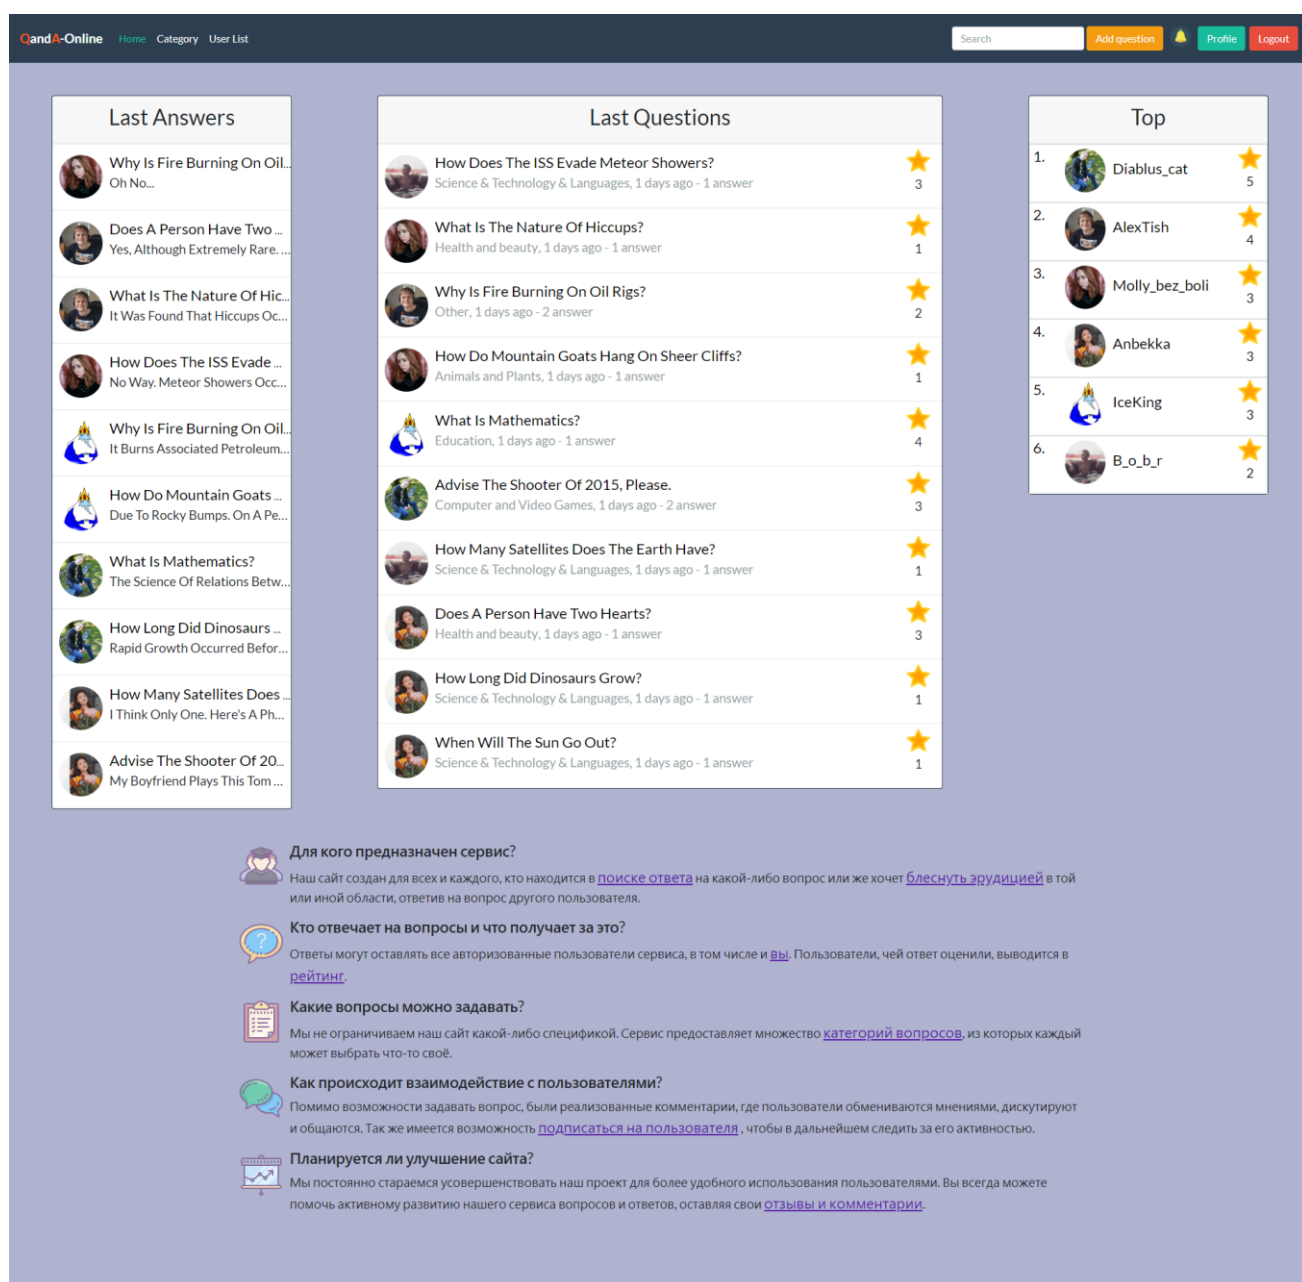 QandA-Online Home Category User List Search Add question Profile Logout
Last Answers
Why Is Fire Burning On Oil...
Oh No...
Does A Person Have Two ...
Yes, Although Extremely Rare. ...
What Is The Nature Of Hic...
It Was Found That Hiccups Oc...
How Does The ISS Evade ...
No Way. Meteor Showers Occ...
Why Is Fire Burning On Oil...
It Burns Associated Petroleum...
How Do Mountain Goats ...
Due To Rocky Bumps. On A Pe...
What Is Mathematics?
The Science Of Relations Betw...
How Long Did Dinosaurs ...
Rapid Growth Occurred Befor...
How Many Satellites Does ...
I Think Only One. Here's A Ph...
Advise The Shooter Of 20...
My Boyfriend Plays This Tom ...
Last Questions
How Does The ISS Evade Meteor Showers?
Science & Technology & Languages, 1 days ago - 1 answer
3
What Is The Nature Of Hiccups?
Health and beauty, 1 days ago - 1 answer
1
Why Is Fire Burning On Oil Rigs?
Other, 1 days ago - 2 answer
2
How Do Mountain Goats Hang On Sheer Cliffs?
Animals and Plants, 1 days ago - 1 answer
1
What Is Mathematics?
Education, 1 days ago - 1 answer
4
Advise The Shooter Of 2015, Please.
Computer and Video Games, 1 days ago - 2 answer
3
How Many Satellites Does The Earth Have?
Science & Technology & Languages, 1 days ago - 1 answer
1
Does A Person Have Two Hearts?
Health and beauty, 1 days ago - 1 answer
3
How Long Did Dinosaurs Grow?
Science & Technology & Languages, 1 days ago - 1 answer
1
When Will The Sun Go Out?
Science & Technology & Languages, 1 days ago - 1 answer
1
Top
1. Diablus_cat 5
2. AlexTish 4
3. Molly_bez_boli 3
4. Anbekka 3
5. IceKing 3
6. B_o_b_r 2
Для кого предназначен сервис?
Наш сайт создан для всех и каждого, кто находится в поиске ответа на какой-либо вопрос или же хочет блеснуть эрудицией в той
или иной области, ответив на вопрос другого пользователя.
Кто отвечает на вопросы и что получает за это?
Ответы могут оставлять все авторизованные пользователи сервиса, в том числе и вы. Пользователи, чей ответ оценили, выводится в
рейтинг.
Какие вопросы можно задавать?
Мы не ограничиваем наш сайт какой-либо спецификой. Сервис предоставляет множество категорий вопросов, из которых каждый
может выбрать что-то своё.
Как происходит взаимодействие с пользователями?
Помимо возможности задавать вопрос, были реализованные комментарии, где пользователи обмениваются мнениями, дискутируют
и общаются. Так же имеется возможность подписаться на пользователя , чтобы в дальнейшем следить за его активностью.
Планируется ли улучшение сайта?
Мы постоянно стараемся усовершенствовать наш проект для более удобного использования пользователями. Вы всегда можете
помочь активному развитию нашего сервиса вопросов и ответов, оставляя свои отзывы и комментарии.